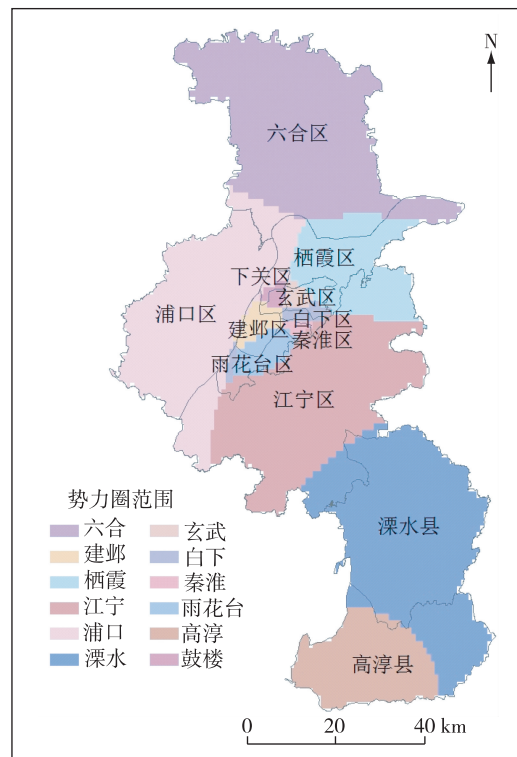 N
六合区
栖霞区
下关区
玄武区
浦口区
白下区
建邺区
秦淮区
雨花台区
江宁区
势力圈范围
六合 玄武
建邺 白下
栖霞 秦淮
江宁 雨花台
浦口 高淳
溧水 鼓楼
溧水县
高淳县
0 20 40 km